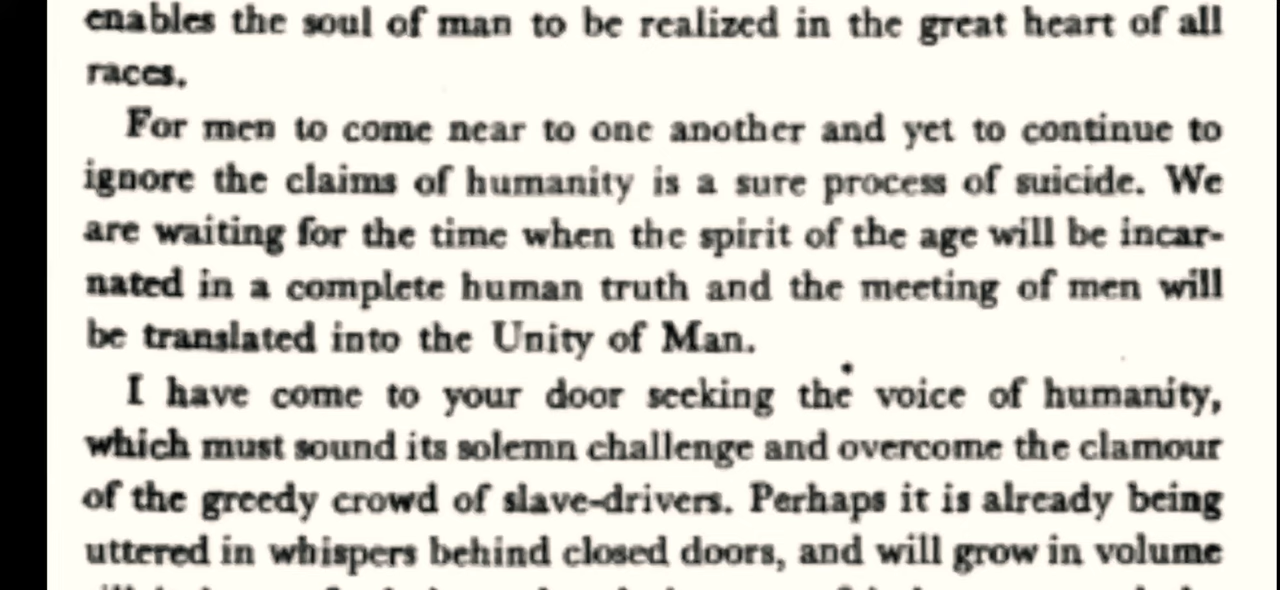 enables the soul of man to be realized in the great heart of all
races.
For men to come near to one another and yet to continue to
ignore the claims of humanity is a sure process of suicide. We
are waiting for the time when the spirit of the age will be incar-
nated in a complete human truth and the meeting of men will
be translated into the Unity of Man.
I have come to your door seeking the voice of humanity,
which must sound its solemn challenge and overcome the clamour
of the greedy crowd of slave-drivers. Perhaps it is already being
uttered in whispers behind closed doors, and will grow in volume